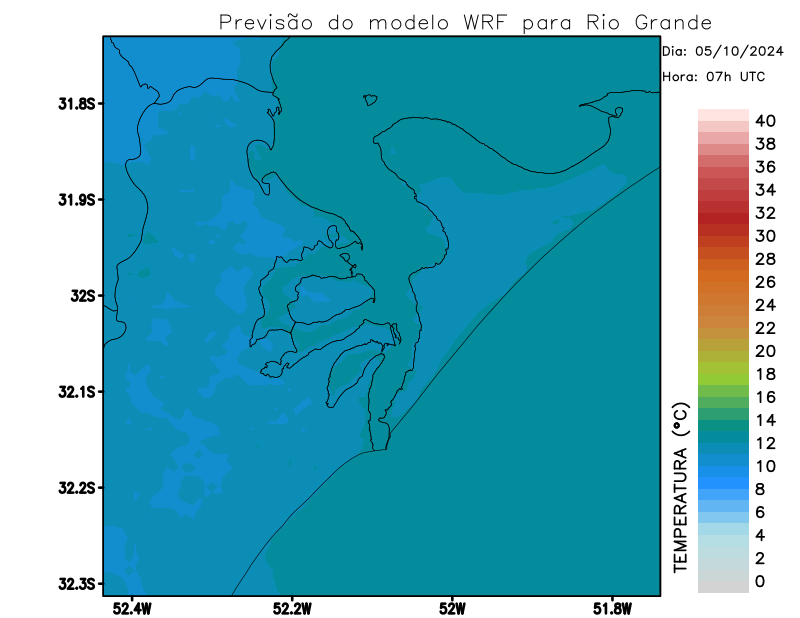 Previsão do modelo WRF para Rio Grande
Dia: 05/10/2024
Hora: 07h UTC
31.8S
31.9S
32S
32.1S
32.2S
32.3S
52.4W
52.2W
52W
51.8W
TEMPERATURA (°C)
40
38
36
34
32
30
28
26
24
22
20
18
16
14
12
10
8
6
4
2
0